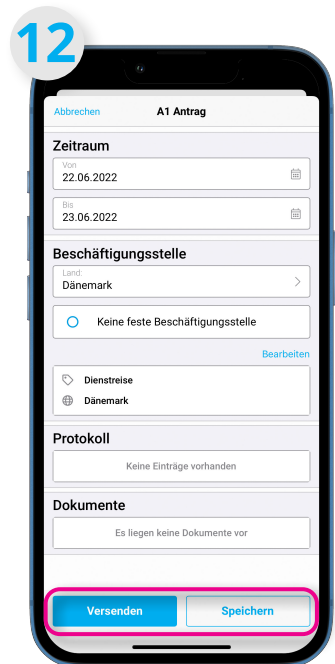 12
Abbrechen A1 Antrag
Zeitraum
Von
22.06.2022
Bis
23.06.2022
Beschäftigungsstelle
Land:
Dänemark
Keine feste Beschäftigungsstelle
Bearbeiten
Dienstreise
Dänemark
Protokoll
Keine Einträge vorhanden
Dokumente
Es liegen keine Dokumente vor
Versenden Speichern